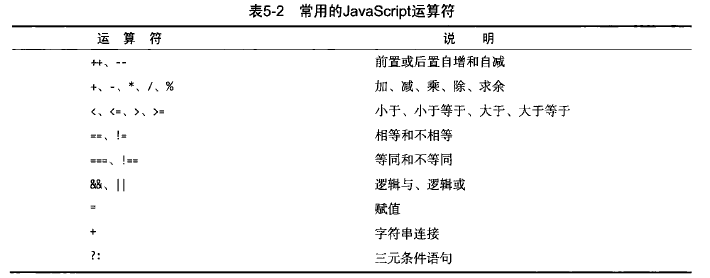 表5-2 常用的JavaScript运算符
运 算 符 说 明
++、-- 前置或后置自增和自减
+、-、*、/、% 加、减、乘、除、求余
<、<=、>、>= 小于、小于等于、大于、大于等于
==、!= 相等和不相等
===、!== 等同和不等同
&&、|| 逻辑与、逻辑或
= 赋值
+ 字符串连接
?: 三元条件语句